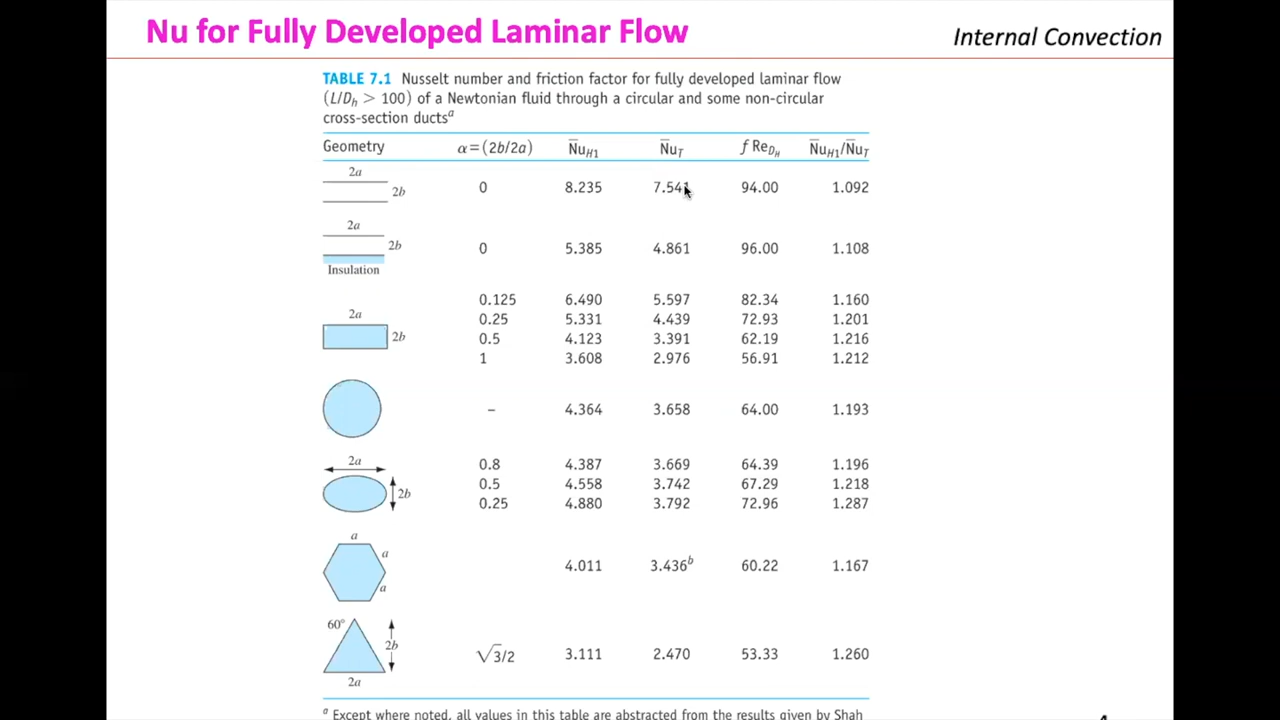 Nu for Fully Developed Laminar Flow
Internal Convection
TABLE 7.1 Nusselt number and friction factor for fully developed laminar flow
(L/Dh > 100) of a Newtonian fluid through a circular and some non-circular
cross-section ductsᵃ
Geometry α=(2b/2a) N̅uH1 N̅uT f ReDH N̅uH1/N̅uT
2a
2b 0 8.235 7.541 94.00 1.092
2a
2b 0 5.385 4.861 96.00 1.108
Insulation
0.125 6.490 5.597 82.34 1.160
2a 0.25 5.331 4.439 72.93 1.201
2b 0.5 4.123 3.391 62.19 1.216
1 3.608 2.976 56.91 1.212
– 4.364 3.658 64.00 1.193
2a 0.8 4.387 3.669 64.39 1.196
2b 0.5 4.558 3.742 67.29 1.218
0.25 4.880 3.792 72.96 1.287
a
a
4.011 3.436ᵇ 60.22 1.167
a
60°
2b √3/2 3.111 2.470 53.33 1.260
2a
ᵃ Except where noted, all values in this table are abstracted from the results given by Shah